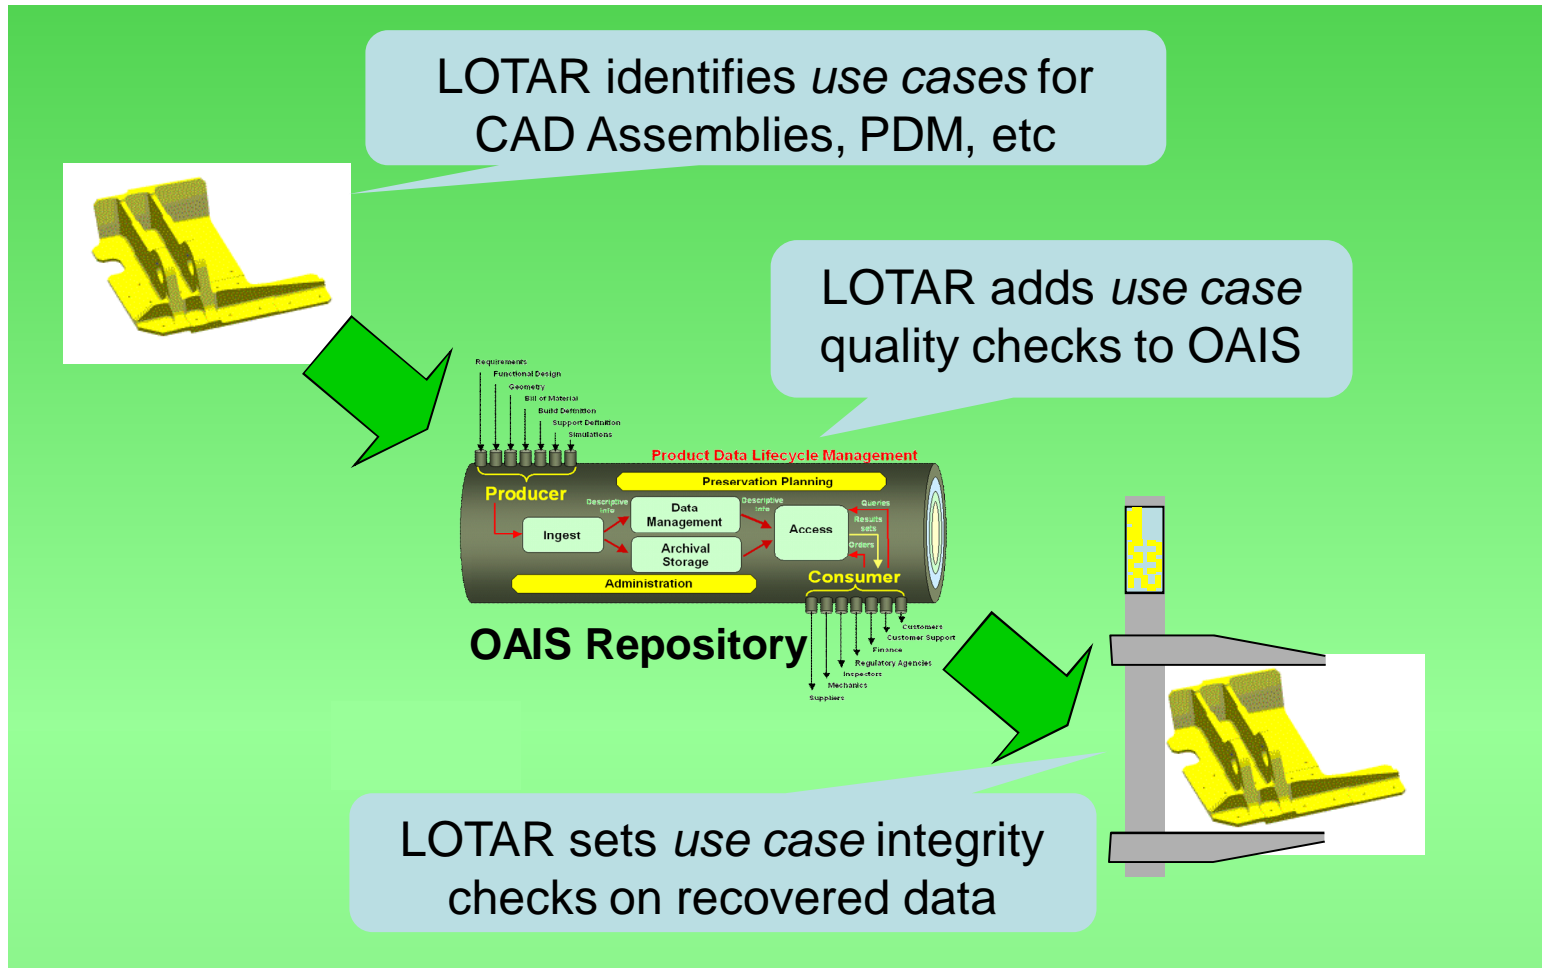 LOTAR identifies use cases for
CAD Assemblies, PDM, etc
LOTAR adds use case
quality checks to OAIS
Requirements
Functional Design
Geometry
Bill of Material
Build Definition
Support Definition
Simulations
Product Data Lifecycle Management
Preservation Planning
Producer
Descriptive
info
Data
Management
Descriptive
info
Queries
Results
sets
Ingest
Access
Orders
Archival
Storage
Administration
Consumer
OAIS Repository
Customers
Customer Support
Finance
Regulatory Agencies
Inspectors
Mechanics
Suppliers
LOTAR sets use case integrity
checks on recovered data